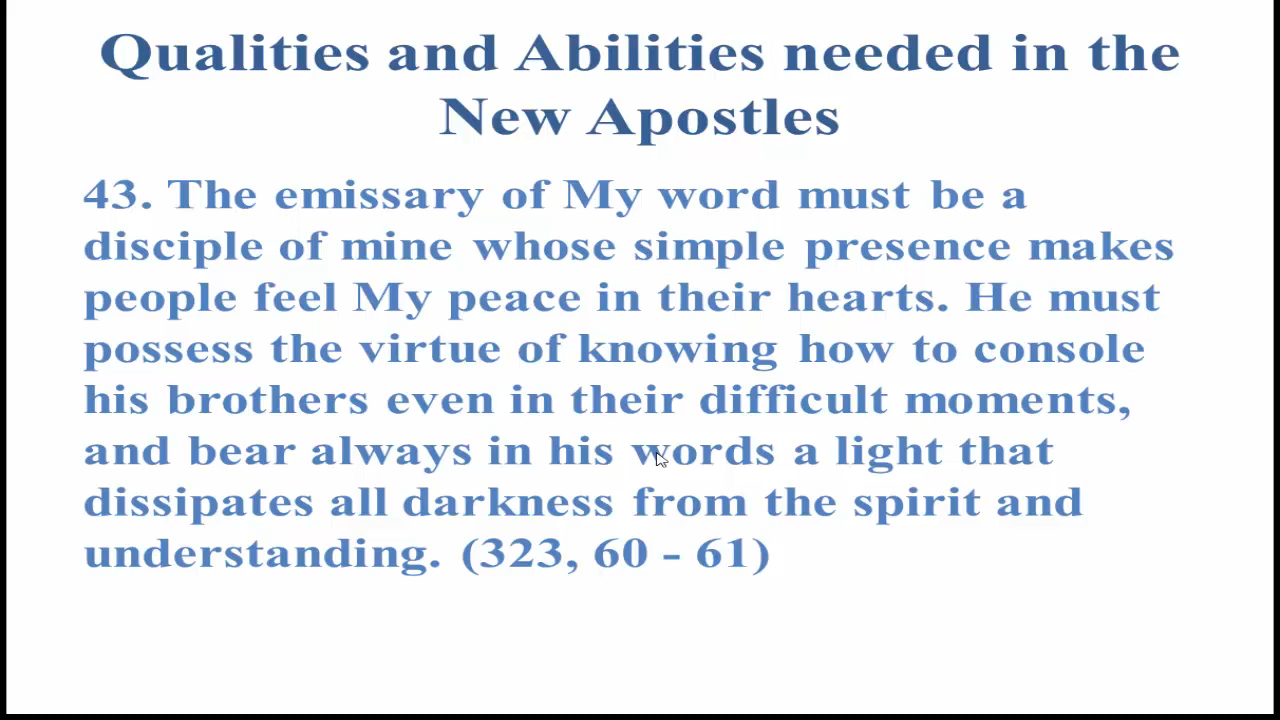 Qualities and Abilities needed in the
New Apostles
43. The emissary of My word must be a
disciple of mine whose simple presence makes
people feel My peace in their hearts. He must
possess the virtue of knowing how to console
his brothers even in their difficult moments,
and bear always in his words a light that
dissipates all darkness from the spirit and
understanding. (323, 60 - 61)